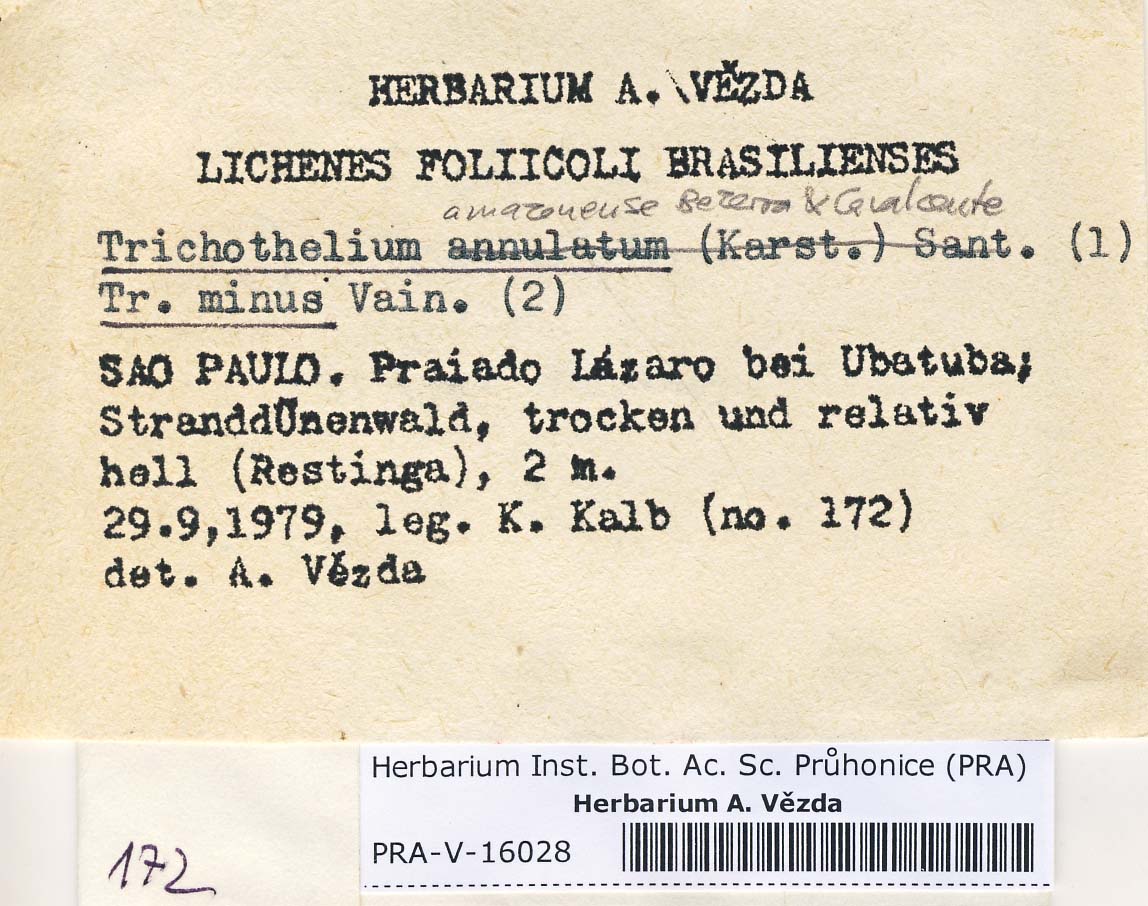 HERBARIUM A. VĚZDA
LICHENES FOLIICOLI BRASILIENSES
amazonense Bezerra & Cavalcante
Trichothelium annulatum (Karst.) Sant. (1)
Tr. minus Vain. (2)
SAO PAULO. Praiado Lázaro bei Ubatuba;
StranddÜnenwald, trocken und relativ
hell (Restinga), 2 m.
29.9,1979, leg. K. Kalb (no. 172)
det. A. Vězda
Herbarium Inst. Bot. Ac. Sc. Průhonice (PRA)
Herbarium A. Vězda
PRA-V-16028
172